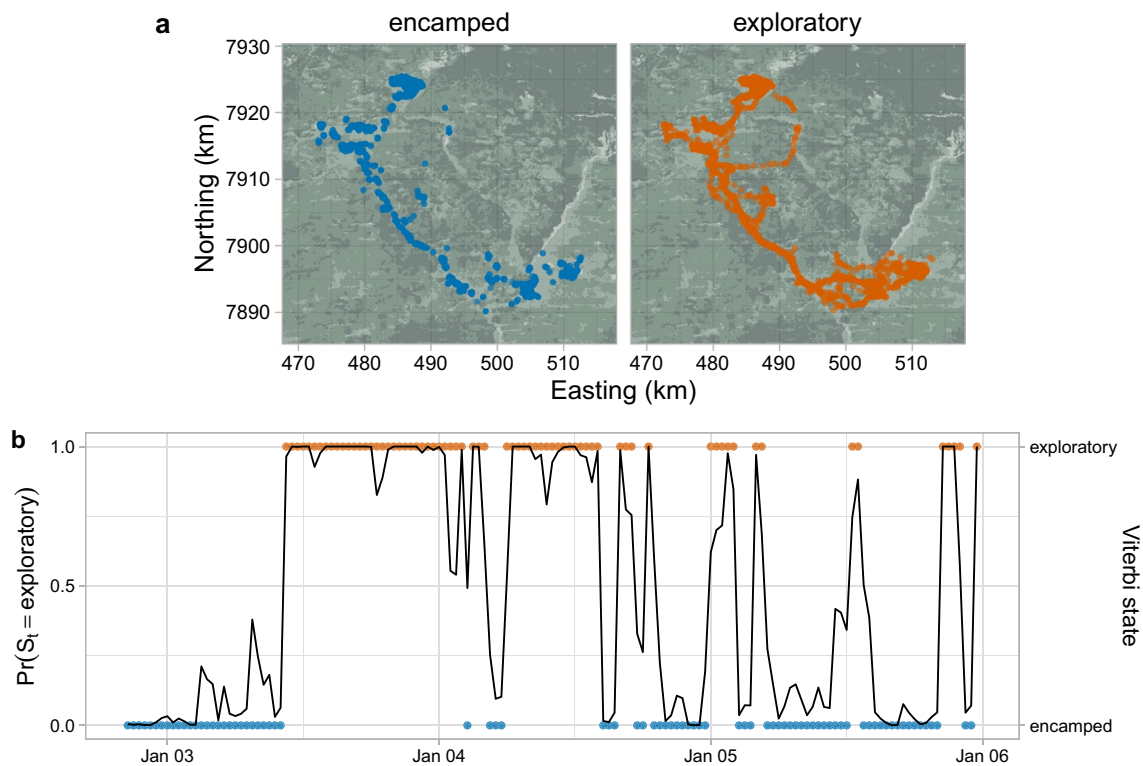 a
encamped
exploratory
7930
7920
7910
7900
7890
Northing (km)
470 480 490 500 510
470 480 490 500 510
Easting (km)
b
1.0
0.5
0.0
Pr(St = exploratory)
exploratory
encamped
Viterbi state
Jan 03 Jan 04 Jan 05 Jan 06